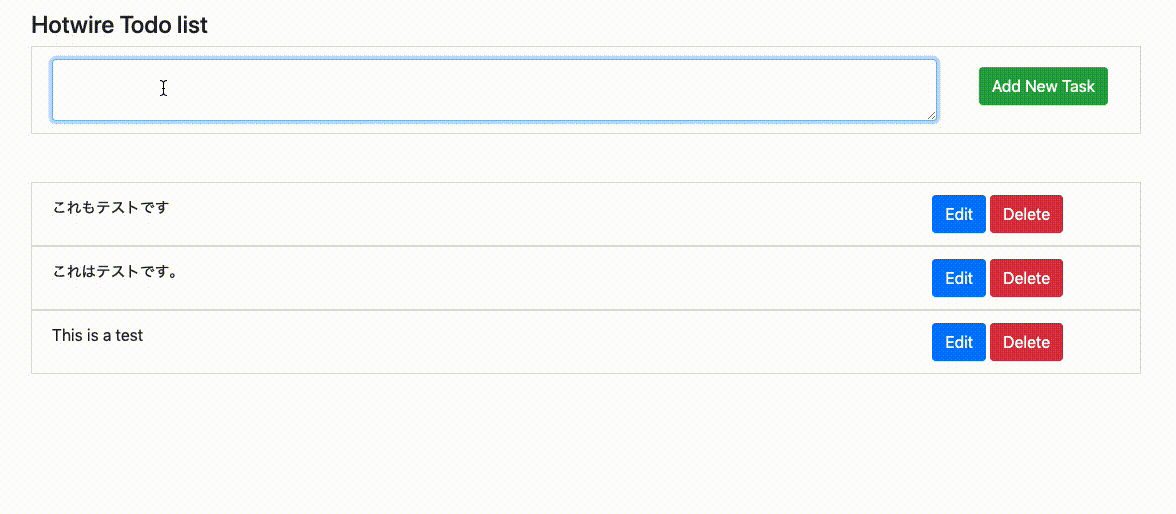 Hotwire Todo list
Add New Task
これもテストです Edit Delete
これはテストです。 Edit Delete
This is a test Edit Delete